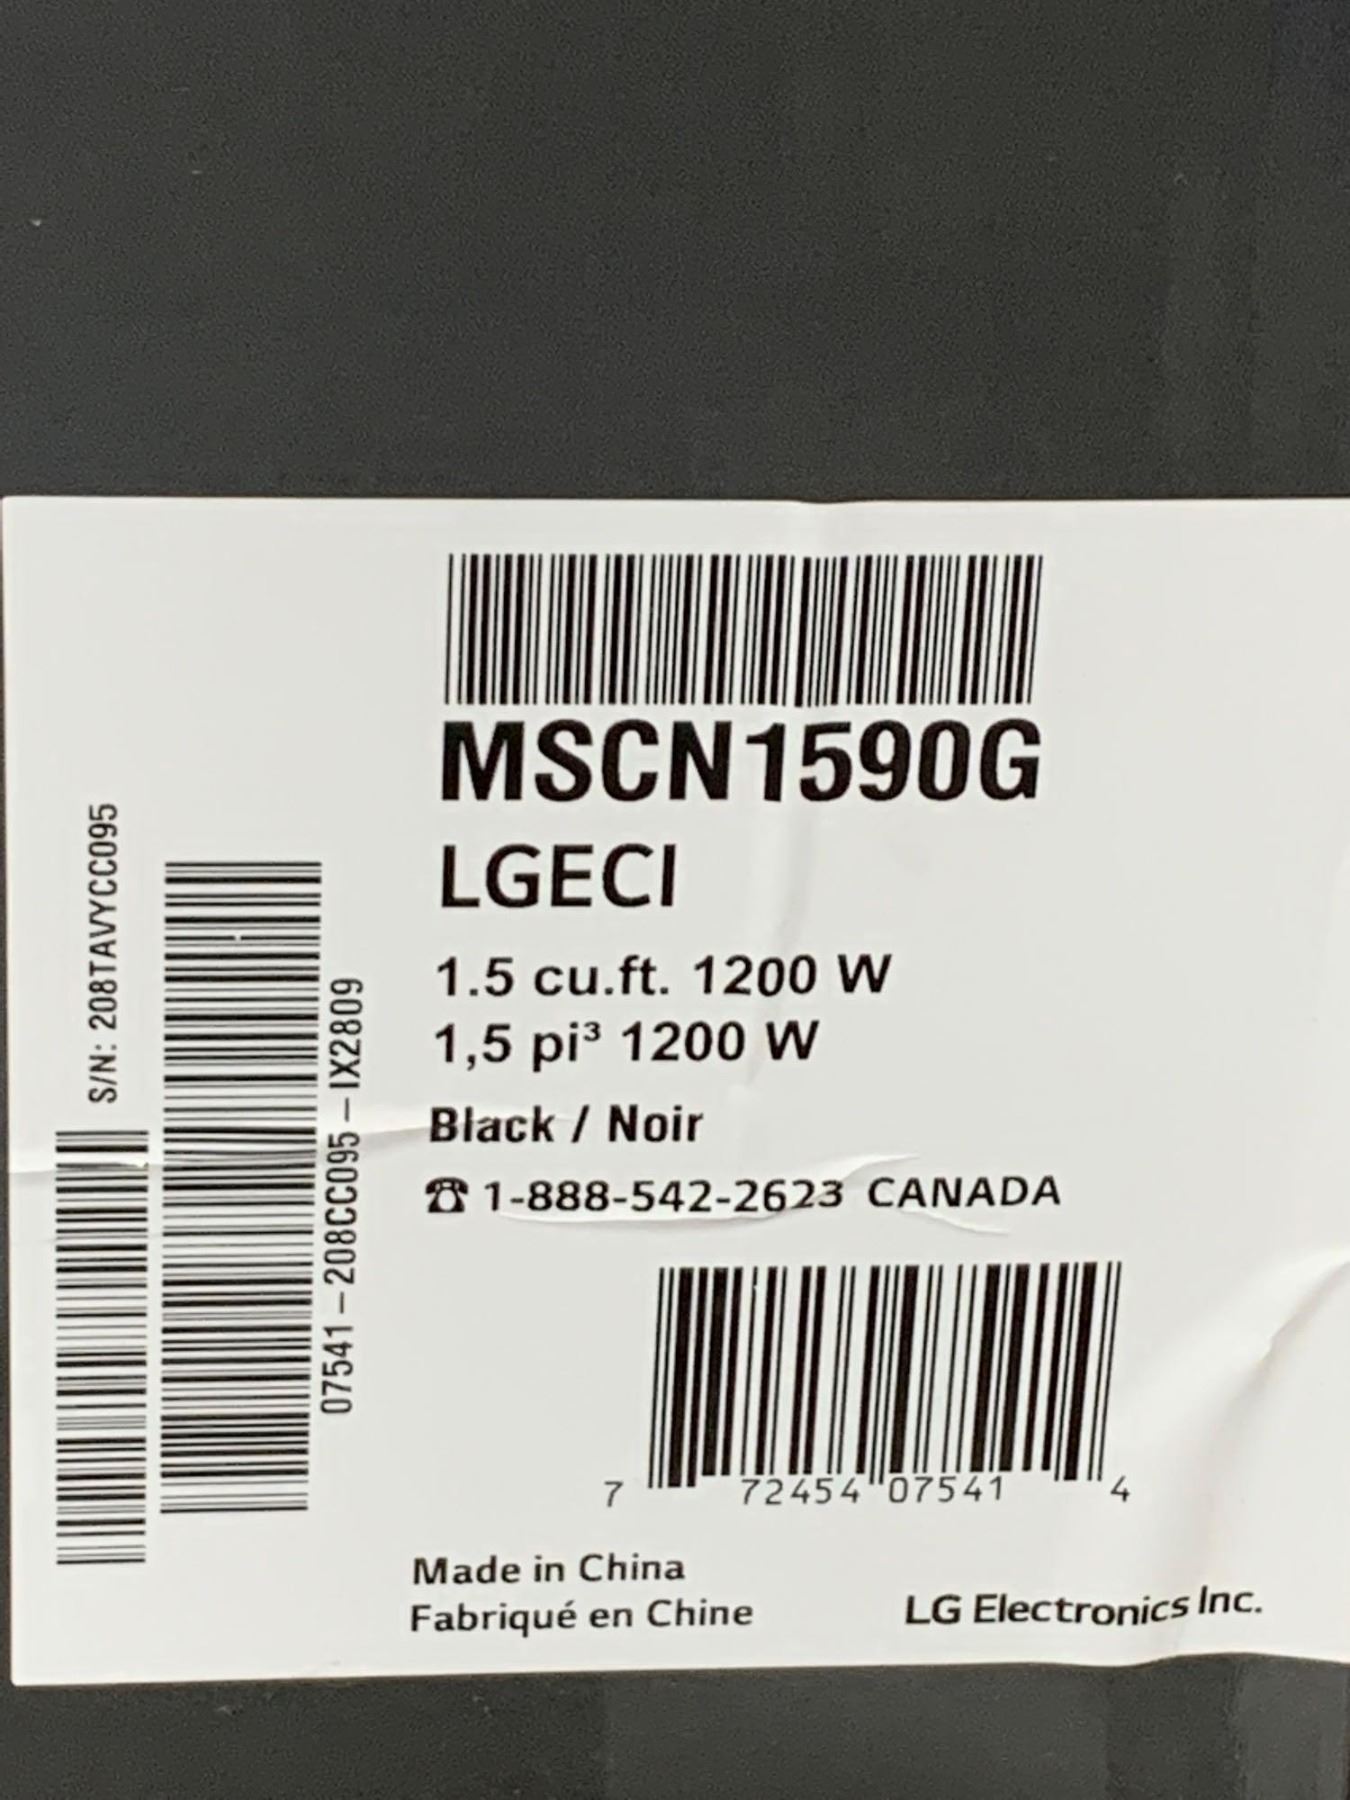 MSCN1590G
LGECI
1.5 cu.ft. 1200 W
1,5 pi³ 1200 W
Black / Noir
☎ 1-888-542-2623 CANADA
7 72454 07541 4
Made in China
Fabriqué en Chine
LG Electronics Inc.
S/N: 208TAVYCC095
07541-208CC095-IX2809